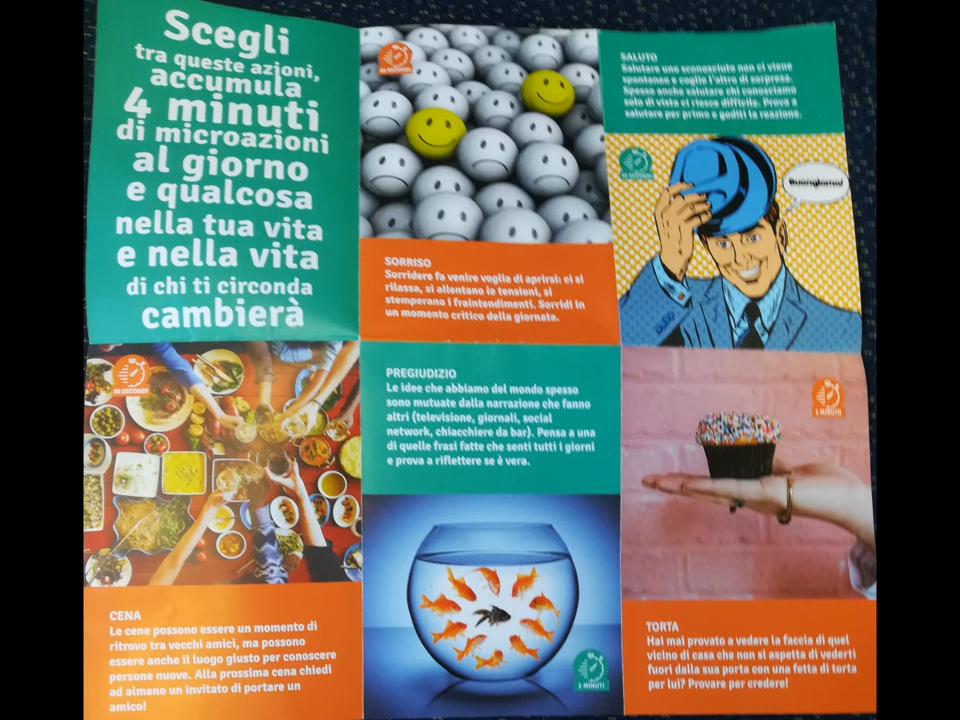 Scegli
tra queste azioni,
accumula
4 minuti
di microazioni
al giorno
e qualcosa
nella tua vita
e nella vita
di chi ti circonda
cambierà
30 SECONDI
SORRISO
Sorridere fa venire voglia di aprirsi: ci si
rilassa, si allentano le tensioni, si
stemperano i fraintendimenti. Sorridi in
un momento critico della giornata.
SALUTO
Salutare uno sconosciuto non ci viene
spontaneo e coglie l'altro di sorpresa.
Spesso anche salutare chi conosciamo
solo di vista ci riesce difficile. Prova a
salutare per primo e goditi la reazione.
SECONDI
Buongiorno!
30 SECONDI
CENA
Le cene possono essere un momento di
ritrovo tra vecchi amici, ma possono
essere anche il luogo giusto per conoscere
persone nuove. Alla prossima cena chiedi
ad almeno un invitato di portare un
amico!
PREGIUDIZIO
Le idee che abbiamo del mondo spesso
sono mutuate dalla narrazione che fanno
altri (televisione, giornali, social
network, chiacchiere da bar). Pensa a una
di quelle frasi fatte che senti tutti i giorni
e prova a riflettere se è vera.
2 MINUTI
1 MINUTO
TORTA
Hai mai provato a vedere la faccia di quel
vicino di casa che non si aspetta di vederti
fuori dalla sua porta con una fetta di torta
per lui? Provare per credere!